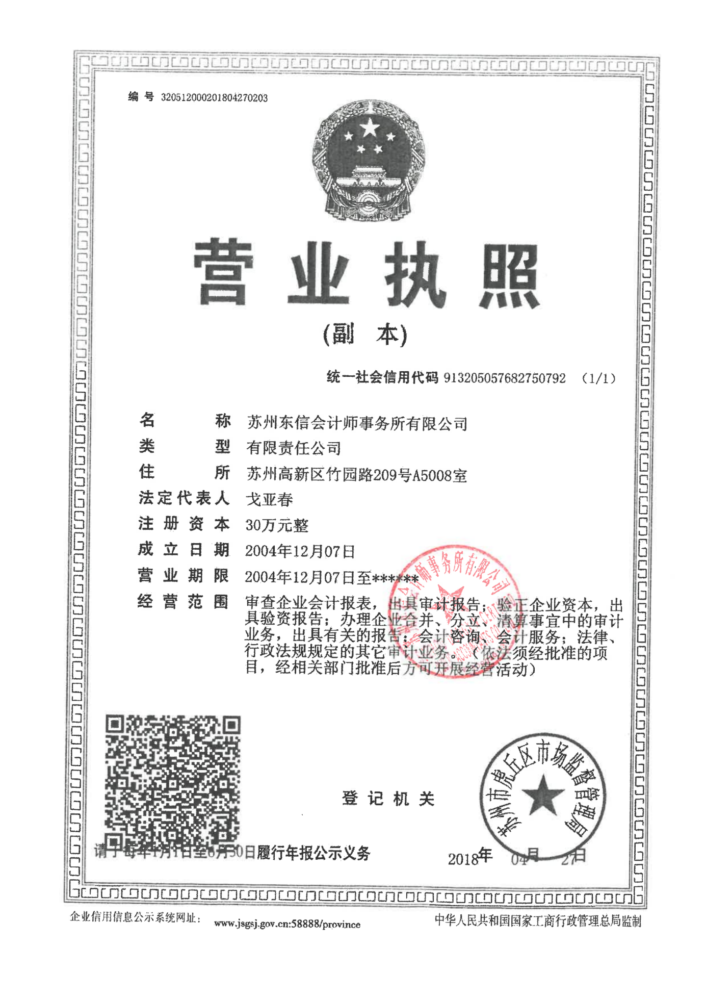 编 号 320512000201804270203
营业执照
(副 本)
统一社会信用代码 913205057682750792 （1/1）
名 称 苏州东信会计师事务所有限公司
类 型 有限责任公司
住 所 苏州高新区竹园路209号A5008室
法定代表人 戈亚春
注册资本 30万元整
成立日期 2004年12月07日
营业期限 2004年12月07日至******
经营范围 审查企业会计报表，出具审计报告；验证企业资本，出
具验资报告；办理企业合并、分立、清算事宜中的审计
业务，出具有关的报告；会计咨询、会计服务；法律、
行政法规规定的其它审计业务。（依法须经批准的项
目，经相关部门批准后方可开展经营活动）
会计师事务所有限公司
CERTIFIED
ACCOUNTANTS CO.
登记机关
苏州市虎丘区市场监督管理局
请于每年1月1日至6月30日履行年报公示义务
2018年 04月 27日
企业信用信息公示系统网址： www.jsgsj.gov.cn:58888/province
中华人民共和国国家工商行政管理总局监制